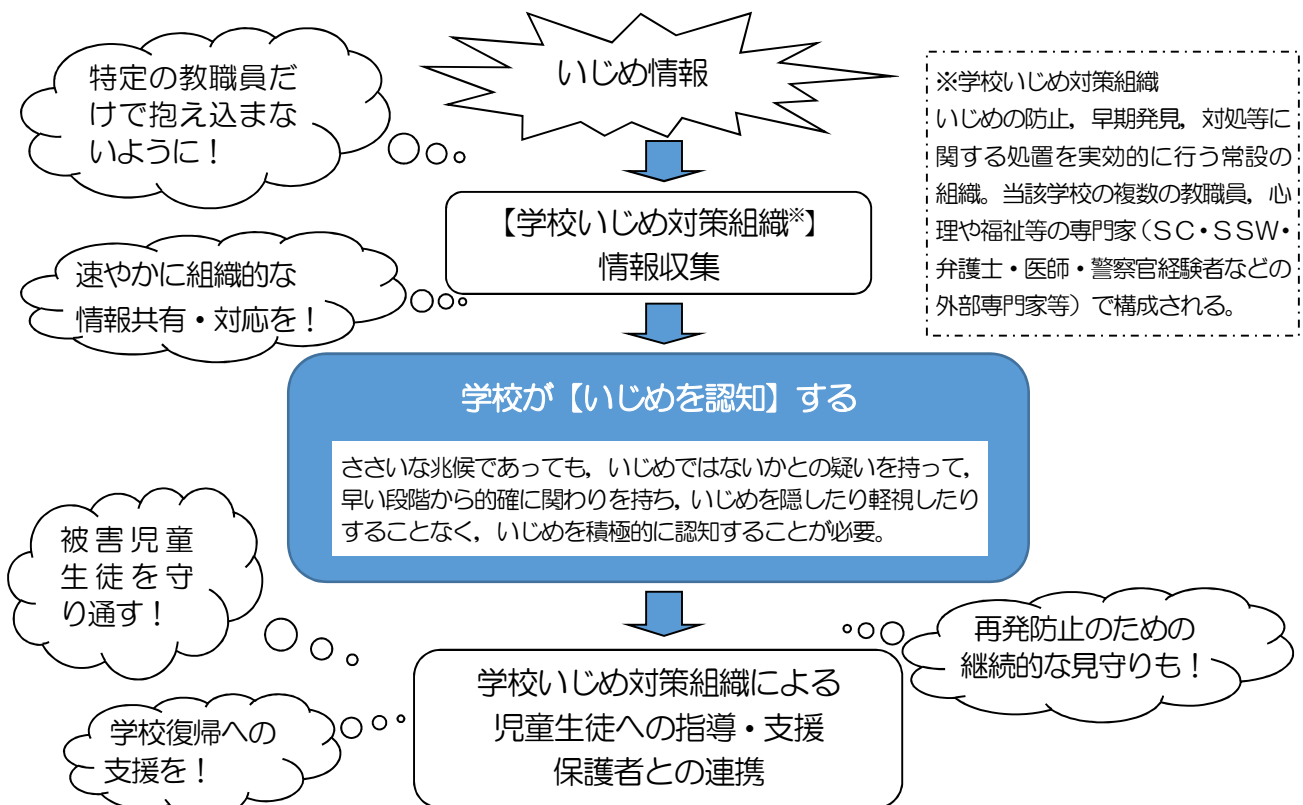 いじめ情報
特定の教職員だ
けで抱え込まな
いように！
※学校いじめ対策組織
いじめの防止，早期発見，対処等に
関する処置を実効的に行う常設の
組織。当該学校の複数の教職員，心
理や福祉等の専門家（ＳＣ・ＳＳＷ・
弁護士・医師・警察官経験者などの
外部専門家等）で構成される。
【学校いじめ対策組織※】
情報収集
速やかに組織的な
情報共有・対応を！
学校が【いじめを認知】する
ささいな兆候であっても，いじめではないかとの疑いを持って，
早い段階から的確に関わりを持ち，いじめを隠したり軽視したり
することなく，いじめを積極的に認知することが必要。
被害児童
生徒を守
り通す！
再発防止のための
継続的な見守りも！
学校いじめ対策組織による
児童生徒への指導・支援
保護者との連携
学校復帰への
支援を！